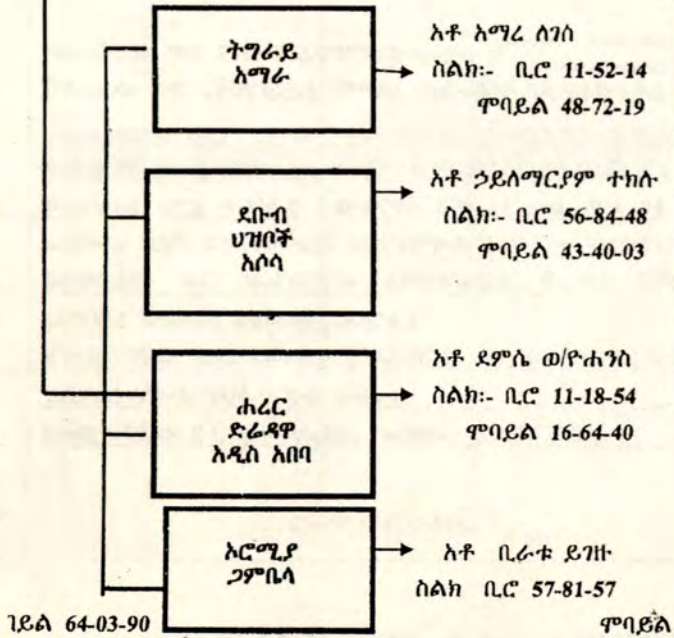 ትግራይ
አማራ
አቶ አማረ ለገሰ
ስልክ:- ቢሮ 11-52-14
ሞባይል 48-72-19
ደቡብ
ህዝቦች
አሶሳ
አቶ ኃይለማርያም ተክሉ
ስልክ:- ቢሮ 56-84-48
ሞባይል 43-40-03
ሐረር
ድሬዳዋ
አዲስ አበባ
አቶ ደምሴ ወ/ዮሐንስ
ስልክ:- ቢሮ 11-18-54
ሞባይል 16-64-40
ኦሮሚያ
ጋምቤላ
አቶ ቢራቱ ይገዙ
ስልክ ቢሮ 57-81-57
ገይል 64-03-90 ሞባይል